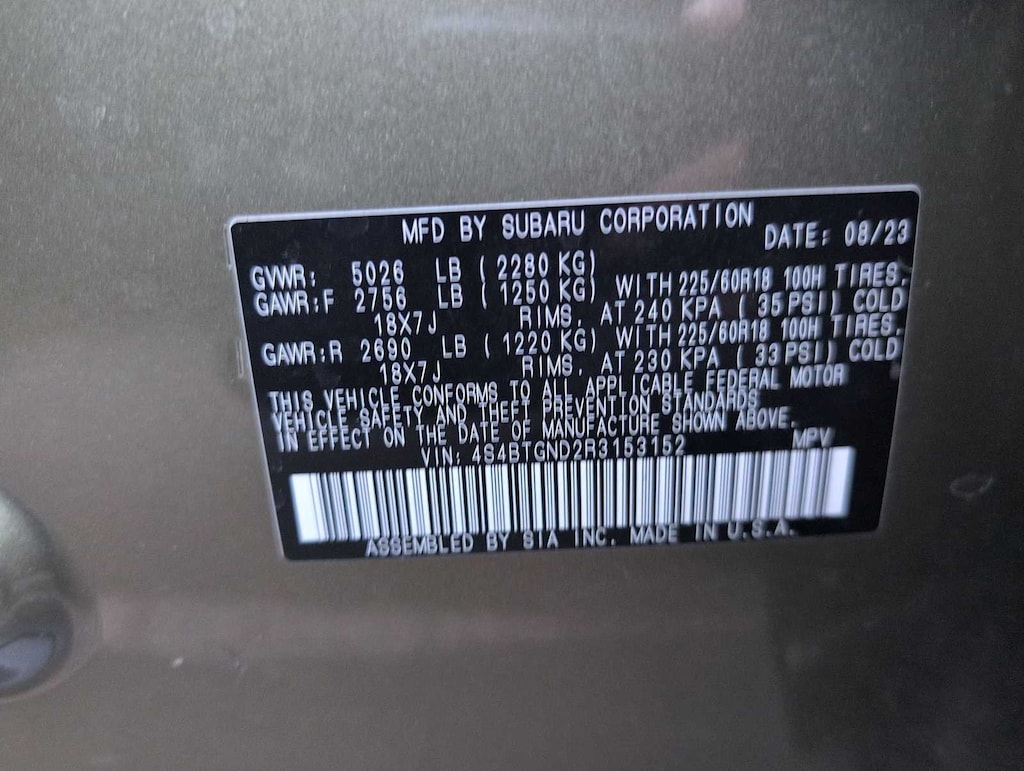 MFD BY SUBARU CORPORATION DATE: 08/23
GVWR: 5026 LB ( 2280 KG)
GAWR:F 2756 LB ( 1250 KG) WITH 225/60R18 100H TIRES,
18X7J RIMS, AT 240 KPA ( 35 PSI) COLD
GAWR:R 2690 LB ( 1220 KG) WITH 225/60R18 100H TIRES.
18X7J RIMS, AT 230 KPA ( 33 PSI) COLD
THIS VEHICLE CONFORMS TO ALL APPLICABLE FEDERAL MOTOR
VEHICLE SAFETY AND THEFT PREVENTION STANDARDS
IN EFFECT ON THE DATE OF MANUFACTURE SHOWN ABOVE.
VIN: 4S4BTGND2R3153152 MPV
ASSEMBLED BY SIA INC. MADE IN U.S.A.